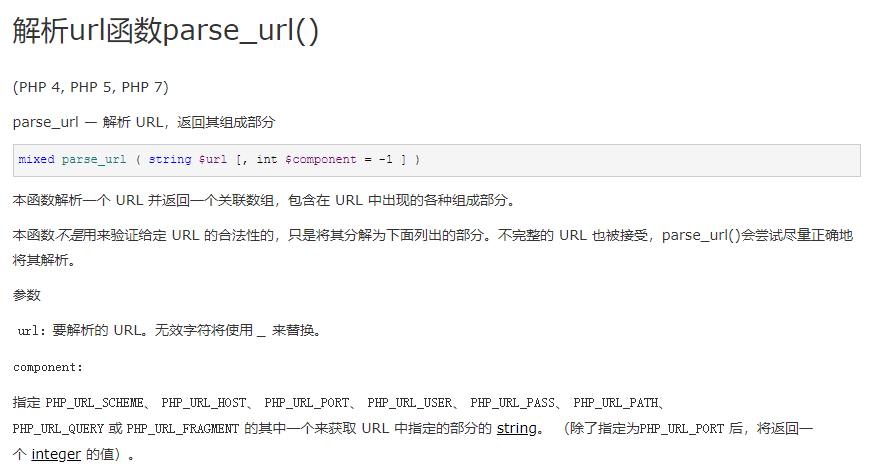 解析url函数parse_url()
(PHP 4, PHP 5, PHP 7)
parse_url — 解析 URL，返回其组成部分
mixed parse_url ( string $url [, int $component = -1 ] )
本函数解析一个 URL 并返回一个关联数组，包含在 URL 中出现的各种组成部分。
本函数不是用来验证给定 URL 的合法性的，只是将其分解为下面列出的部分。不完整的 URL 也被接受，parse_url()会尝试尽量正确地
将其解析。
参数
url：要解析的 URL。无效字符将使用 _ 来替换。
component：
指定 PHP_URL_SCHEME、 PHP_URL_HOST、 PHP_URL_PORT、 PHP_URL_USER、 PHP_URL_PASS、 PHP_URL_PATH、
PHP_URL_QUERY 或 PHP_URL_FRAGMENT 的其中一个来获取 URL 中指定的部分的 string。 （除了指定为PHP_URL_PORT 后，将返回一
个 integer 的值）。